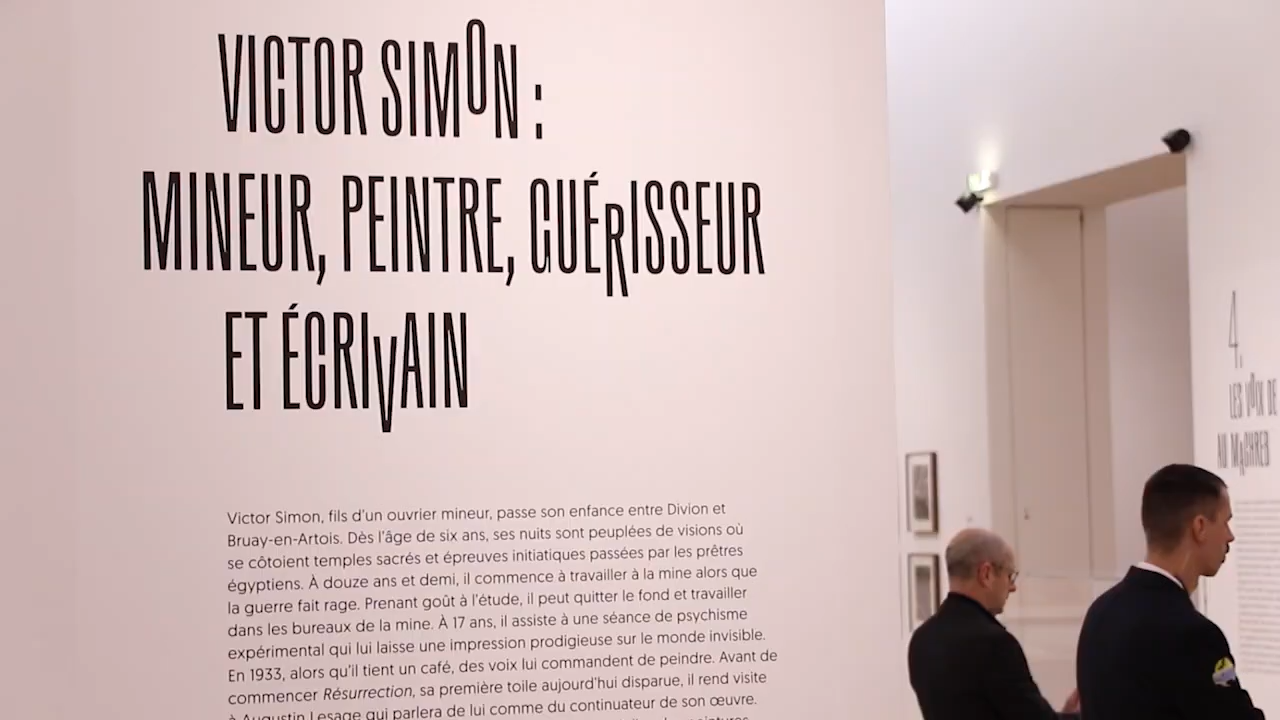 VICTOR SIMON :
MINEUR, PEINTRE, GUÉRISSEUR
ET ÉCRIVAIN
Victor Simon, fils d'un ouvrier mineur, passe son enfance entre Divion et
Bruay-en-Artois. Dès l'âge de six ans, ses nuits sont peuplées de visions où
se côtoient temples sacrés et épreuves initiatiques passées par les prêtres
égyptiens. À douze ans et demi, il commence à travailler à la mine alors que
la guerre fait rage. Prenant goût à l'étude, il peut quitter le fond et travailler
dans les bureaux de la mine. À 17 ans, il assiste à une séance de psychisme
expérimental qui lui laisse une impression prodigieuse sur le monde invisible.
En 1933, alors qu'il tient un café, des voix lui commandent de peindre. Avant de
commencer Résurrection, sa première toile aujourd'hui disparue, il rend visite
à Augustin Lesage qui parlera de lui comme du continuateur de son œuvre.
4.
LES VOIX DE
AU MAGHREB